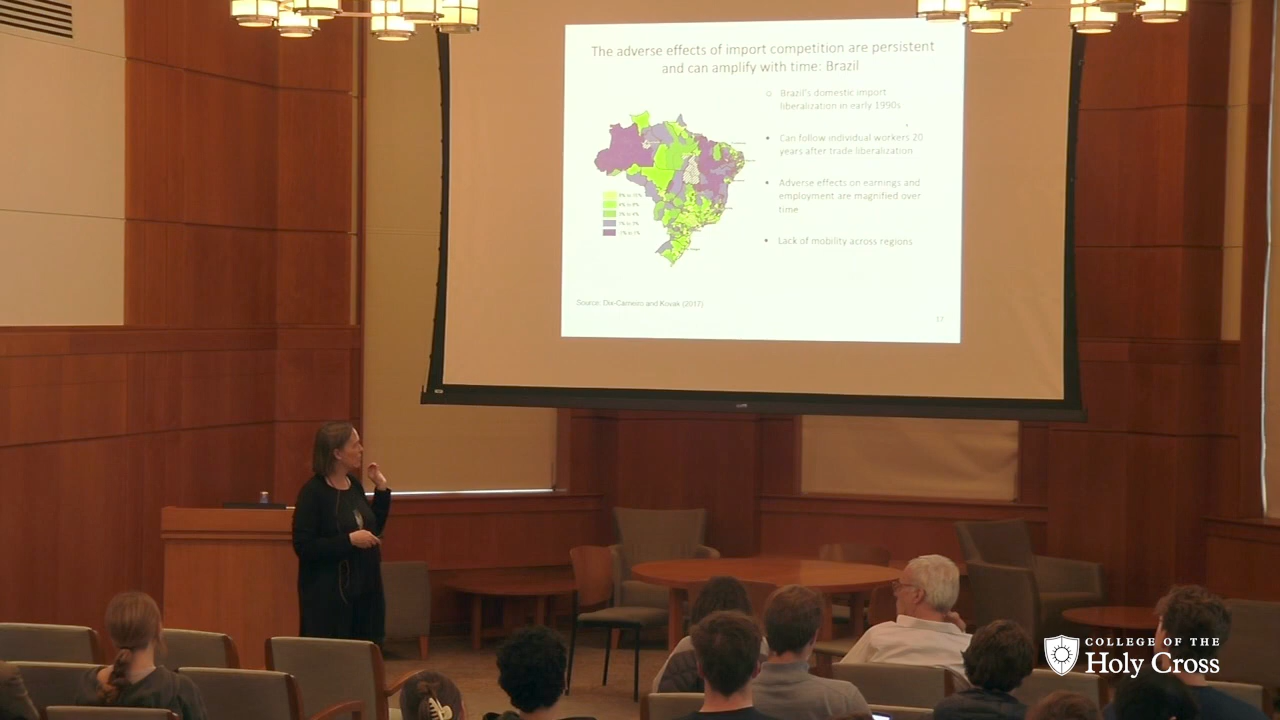 The adverse effects of import competition are persistent
and can amplify with time: Brazil
o Brazil's domestic import
liberalization in early 1990s
• Can follow individual workers 20
years after trade liberalization
• Adverse effects on earnings and
employment are magnified over
time
• Lack of mobility across regions
Source: Dix-Carneiro and Kovak (2017)
17
COLLEGE OF THE
Holy Cross